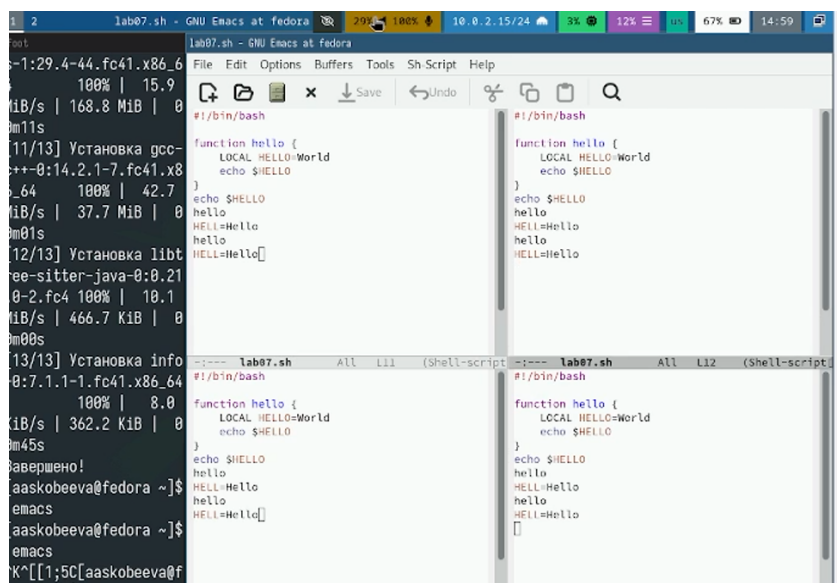 1 2 lab07.sh - GNU Emacs at fedora 29% 100% 10.0.2.15/24 3% 12% us 67% 14:59
foot
s-1:29.4-44.fc41.x86_6
100% | 15.9
MiB/s | 168.8 MiB | 0
0m11s
[11/13] Установка gcc-
c++-0:14.2.1-7.fc41.x8
6_64 100% | 42.7
MiB/s | 37.7 MiB | 0
0m01s
[12/13] Установка libt
ree-sitter-java-0:0.21
.0-2.fc4 100% | 10.1
MiB/s | 466.7 KiB | 0
0m00s
[13/13] Установка info
-0:7.1.1-1.fc41.x86_64
100% | 8.0
KiB/s | 362.2 KiB | 0
0m45s
Завершено!
[aaskobeeva@fedora ~]$
emacs
[aaskobeeva@fedora ~]$
emacs
^K^[[1;5C[aaskobeeva@f
lab07.sh - GNU Emacs at fedora
File Edit Options Buffers Tools Sh-Script Help
Save Undo
#!/bin/bash
function hello {
LOCAL HELLO=World
echo $HELLO
}
echo $HELLO
hello
HELL=Hello
hello
HELL=Hello
-:--- lab07.sh All L11 (Shell-script
#!/bin/bash
function hello {
LOCAL HELLO=World
echo $HELLO
}
echo $HELLO
hello
HELL=Hello
hello
HELL=Hello
-:--- lab07.sh All L12 (Shell-script
#!/bin/bash
function hello {
LOCAL HELLO=World
echo $HELLO
}
echo $HELLO
hello
HELL=Hello
hello
HELL=Hello
#!/bin/bash
function hello {
LOCAL HELLO=World
echo $HELLO
}
echo $HELLO
hello
HELL=Hello
hello
HELL=Hello